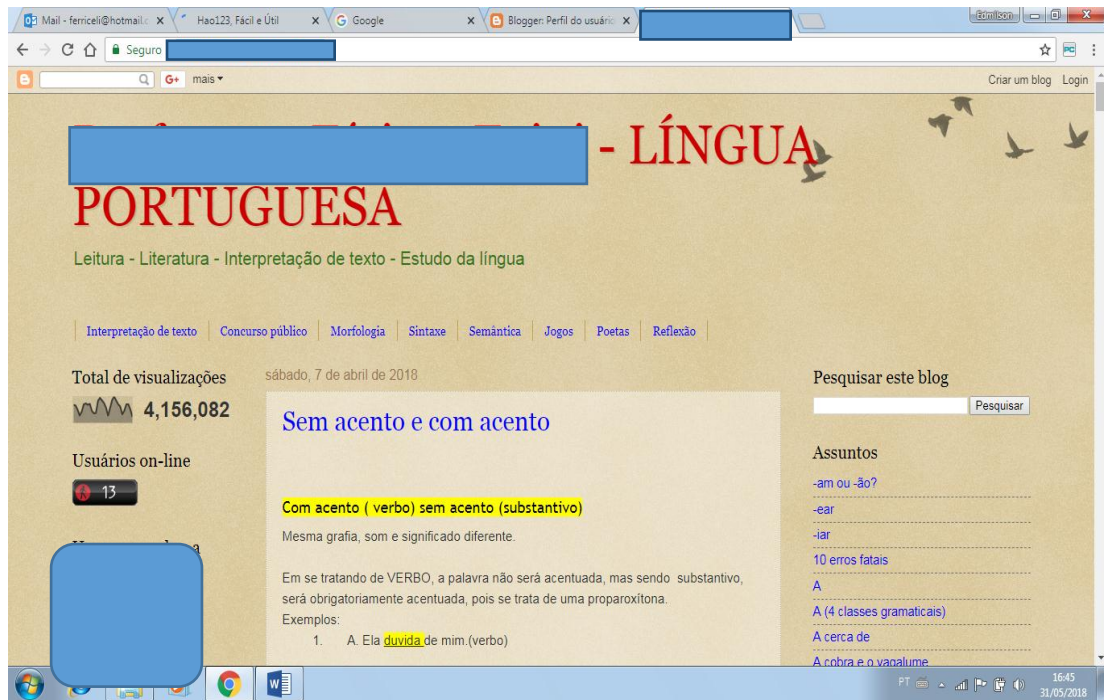 Mail - ferriceli@hotmail.c
Hao123, Fácil e Útil
Google
Blogger: Perfil do usuári
Edmilson
Seguro
G+ mais
Criar um blog Login
- LÍNGUA
PORTUGUESA
Leitura - Literatura - Interpretação de texto - Estudo da língua
Interpretação de texto Concurso público Morfologia Sintaxe Semântica Jogos Poetas Reflexão
Total de visualizações
4,156,082
Usuários on-line
13
sábado, 7 de abril de 2018
Sem acento e com acento
Com acento ( verbo) sem acento (substantivo)
Mesma grafia, som e significado diferente.
Em se tratando de VERBO, a palavra não será acentuada, mas sendo substantivo,
será obrigatoriamente acentuada, pois se trata de uma proparoxítona.
Exemplos:
1. A. Ela duvida de mim.(verbo)
Pesquisar este blog
Pesquisar
Assuntos
-am ou -ão?
-ear
-iar
10 erros fatais
A
A (4 classes gramaticais)
A cerca de
A cobra e o vagalume
PT
16:45
31/05/2018